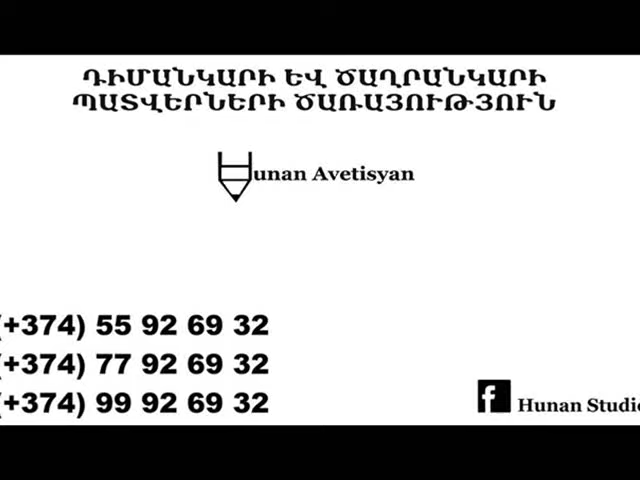 ԴԻՄԱՆԿԱՐԻ ԵՎ ԾԱՂՐԱՆԿԱՐԻ
ՊԱՏՎԵՐՆԵՐԻ ԾԱՌԱՅՈՒԹՅՈՒՆ
Hunan Avetisyan
(+374) 55 92 69 32
(+374) 77 92 69 32
(+374) 99 92 69 32
f Hunan Studio